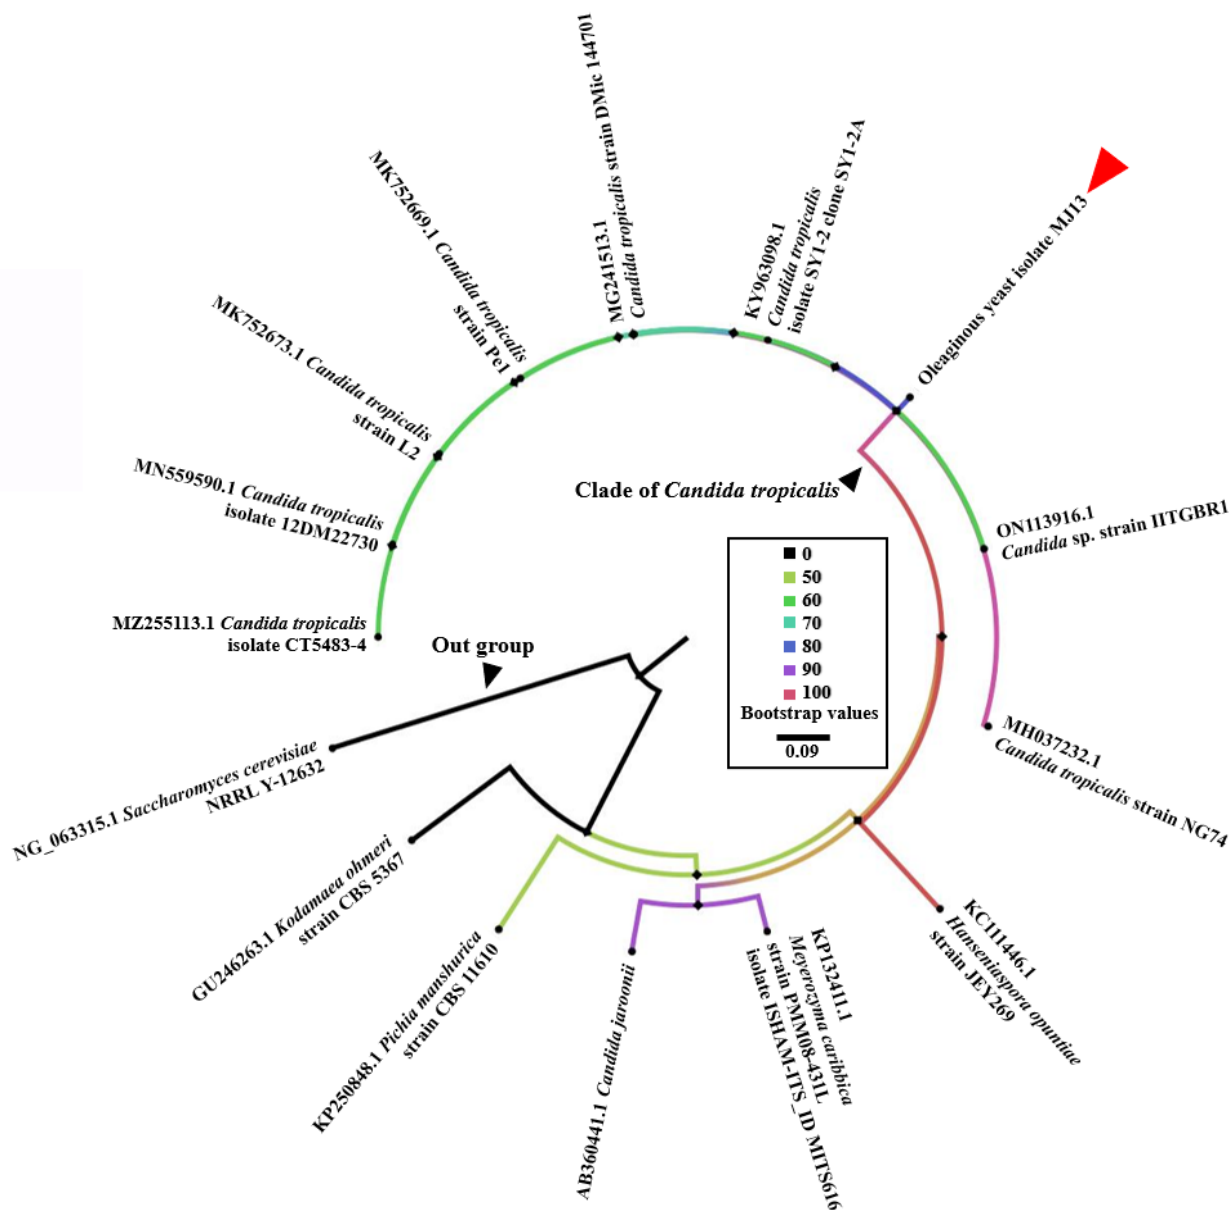 MG241513.1
Candida tropicalis strain DMic 144701
KY963098.1
Candida tropicalis
isolate SY1-2 clone SY1-2A
Oleaginous yeast isolate MJ13
MK752669.1 Candida tropicalis
strain Pe1
MK752673.1 Candida tropicalis
strain L2
MN559590.1 Candida tropicalis
isolate 12DM22730
MZ255113.1 Candida tropicalis
isolate CT5483-4
Clade of Candida tropicalis
ON113916.1
Candida sp. strain IITGBR1
0
50
60
70
80
90
100
Bootstrap values
0.09
Out group
MH037232.1
Candida tropicalis strain NG74
NG_063315.1 Saccharomyces cerevisiae
NRRL Y-12632
GU246263.1 Kodamaea ohmeri
strain CBS 5367
KP250848.1 Pichia manshurica
strain CBS 11610
AB360441.1 Candida jaroonii
KP132411.1
Meyerozyma caribbica
strain PMM08-431L
isolate ISHAM-ITS_ID MITS616
KC111446.1
Hanseniaspora opuntiae
strain JEY269